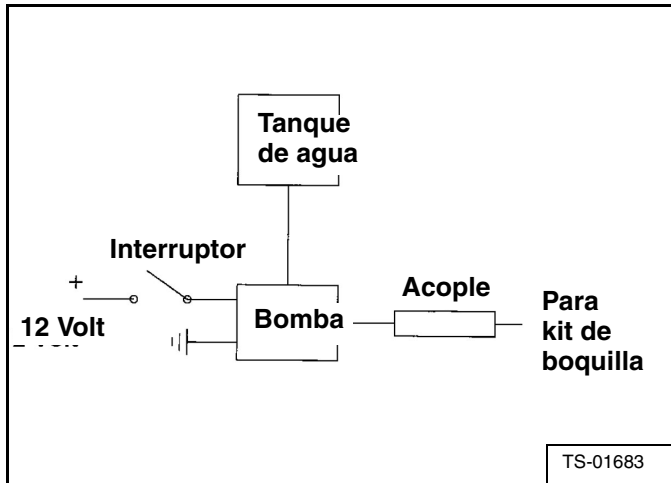 Tanque
de agua
Interruptor
+
12 Volt
Bomba
Acople
Para
kit de
boquilla
TS-01683